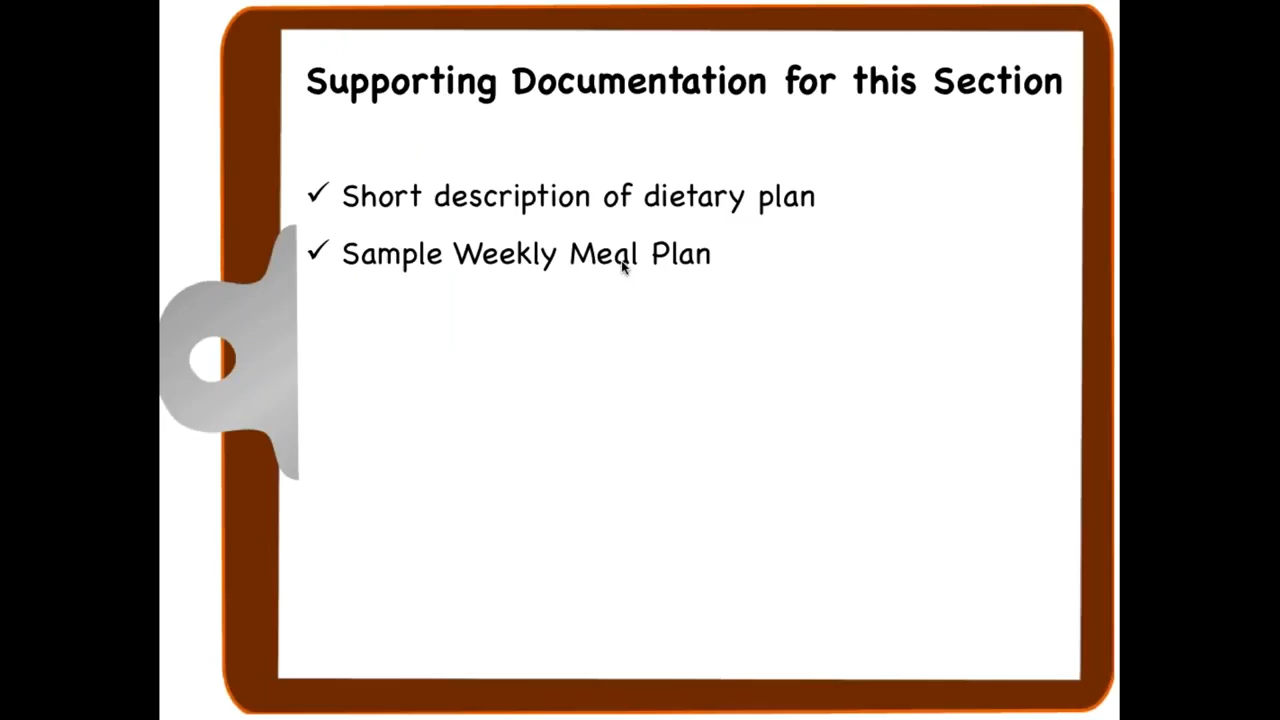 Supporting Documentation for this Section
✓ Short description of dietary plan
✓ Sample Weekly Meal Plan